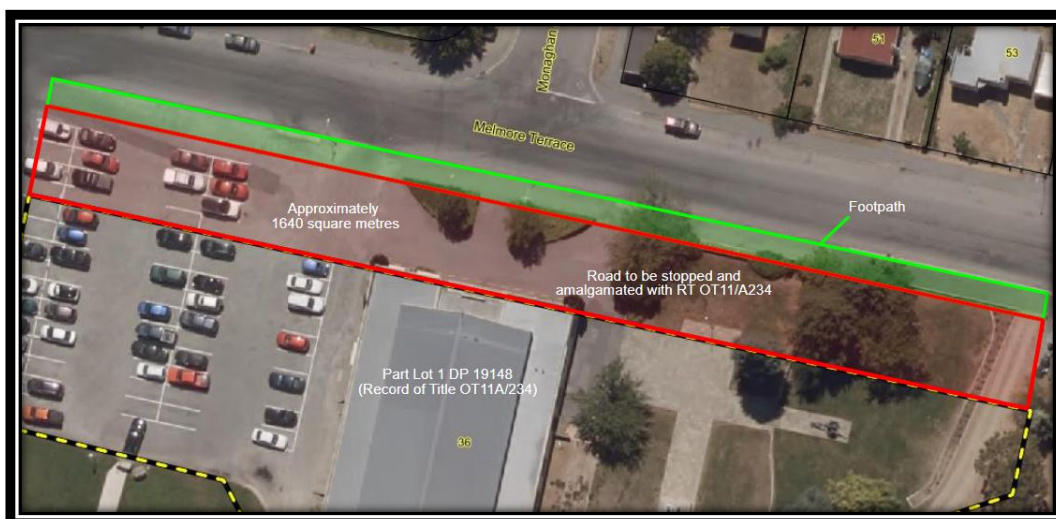 51
53
Monaghan
Melmore Terrace
Footpath
Approximately
1640 square metres
Road to be stopped and
amalgamated with RT OT11/A234
Part Lot 1 DP 19148
(Record of Title OT11A/234)
36